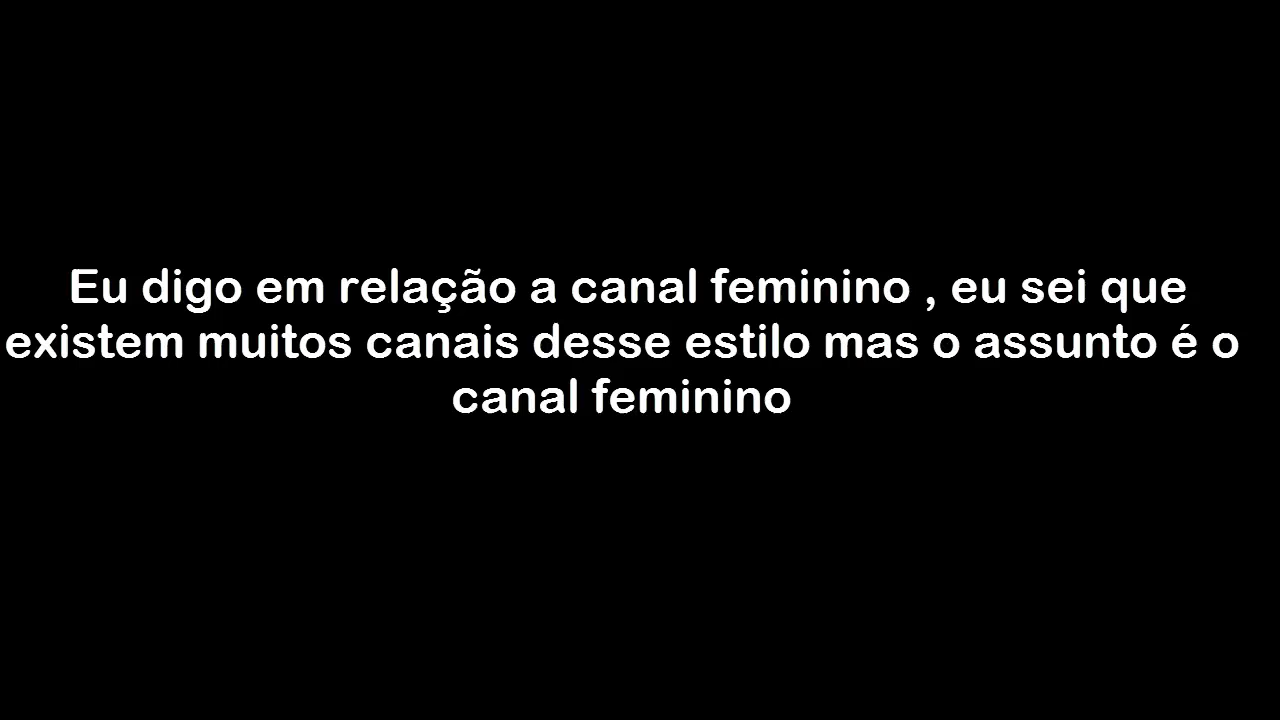 Eu digo em relação a canal feminino , eu sei que
existem muitos canais desse estilo mas o assunto é o
canal feminino